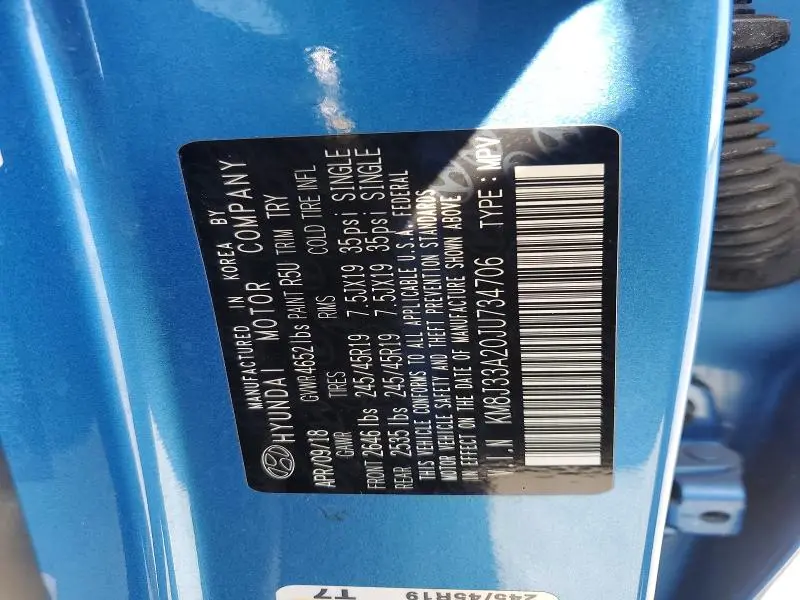 MANUFACTURED IN KOREA BY
HYUNDAI MOTOR COMPANY
APR/09/18 GVWR 4652 lbs PAINT R5U TRIM TRY
GAWR TIRES RIMS COLD TIRE INFL
FRONT 2646 lbs 245/45R19 7.5JX19 35psi SINGLE
REAR 2535 lbs 245/45R19 7.5JX19 35psi SINGLE
THIS VEHICLE CONFORMS TO ALL APPLICABLE U.S.A. FEDERAL
MOTOR VEHICLE SAFETY AND THEFT PREVENTION STANDARDS
IN EFFECT ON THE DATE OF MANUFACTURE SHOWN ABOVE
V.I.N KM8J33A20JU734706 TYPE : MPV
245/45R19
T7